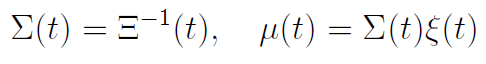 Σ(t) = Ξ⁻¹(t), μ(t) = Σ(t)ξ(t)